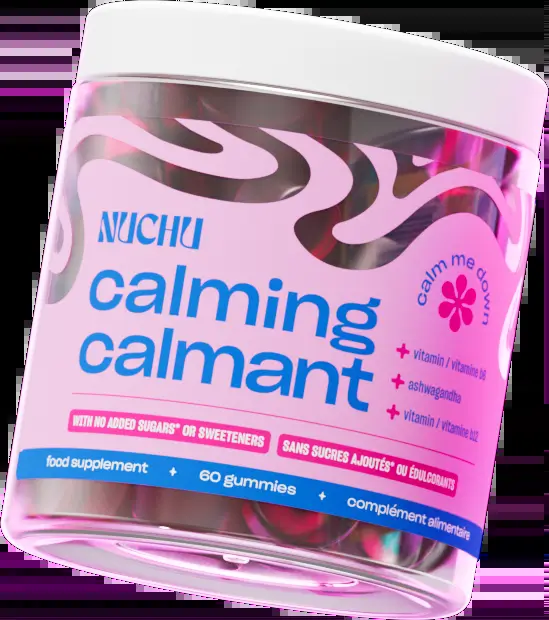 NUCHU
calming
calmant
calm me down
+ vitamin / vitamine b6
+ ashwagandha
+ vitamin / vitamine b12
WITH NO ADDED SUGARS* OR SWEETENERS
SANS SUCRES AJOUTÉS* OU ÉDULCORANTS
food supplement + 60 gummies + complément alimentaire